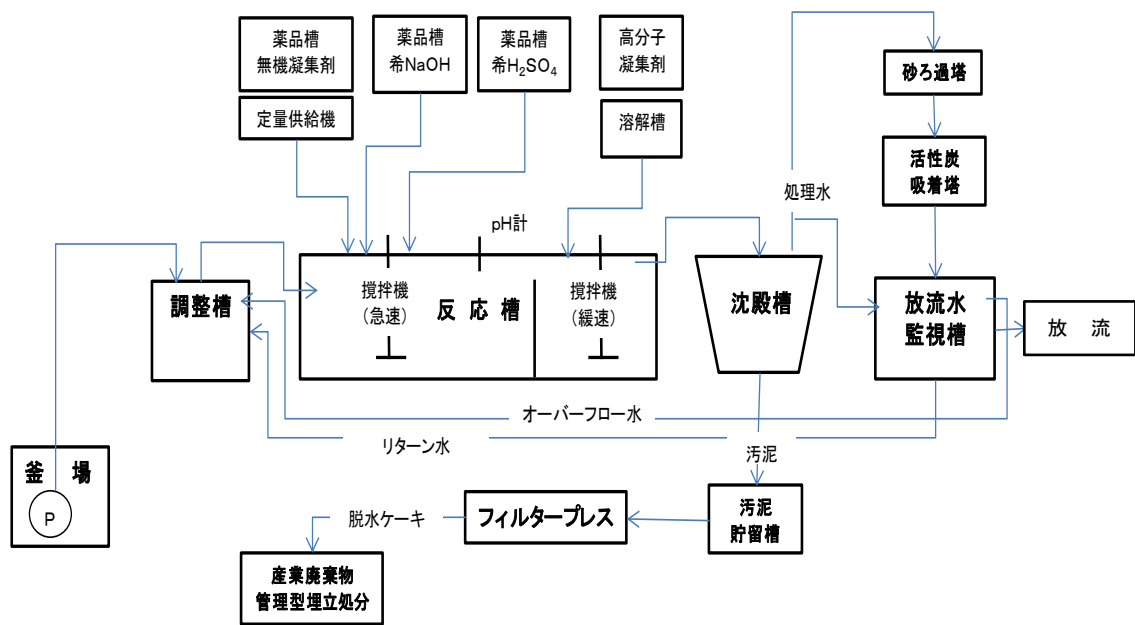 薬品槽
無機凝集剤
定量供給機
薬品槽
希NaOH
薬品槽
希H₂SO₄
高分子
凝集剤
溶解槽
砂ろ過塔
活性炭
吸着塔
処理水
pH計
調整槽
撹拌機
（急速）
反応槽
撹拌機
（緩速）
沈殿槽
放流水
監視槽
放 流
オーバーフロー水
リターン水
汚泥
釜 場
P
汚泥
貯留槽
フィルタープレス
脱水ケーキ
産業廃棄物
管理型埋立処分